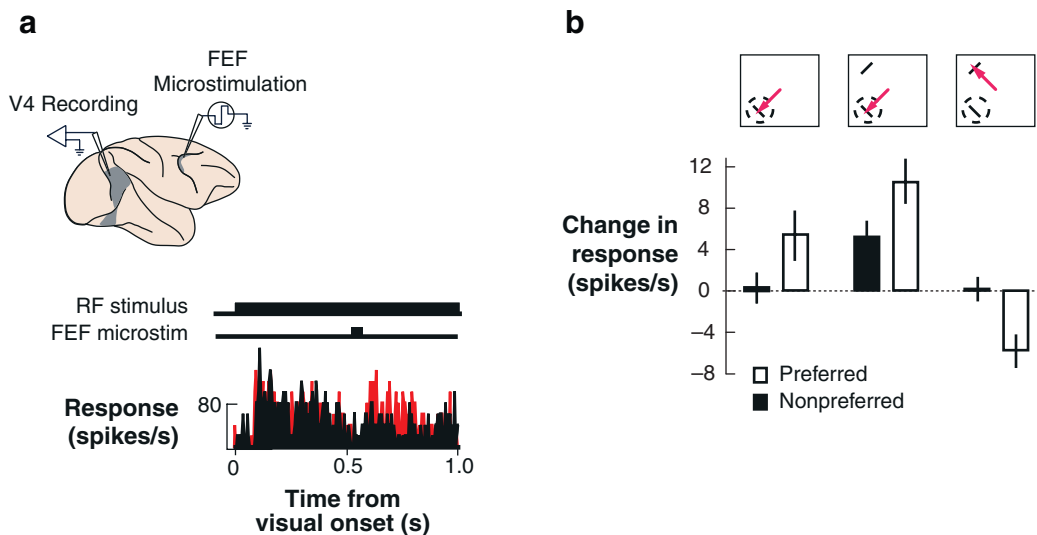 a
FEF
Microstimulation
V4 Recording
RF stimulus
FEF microstim
Response
(spikes/s)
80
0
0.5
1.0
Time from
visual onset (s)
b
Change in
response
(spikes/s)
12
8
4
0
−4
−8
Preferred
Nonpreferred